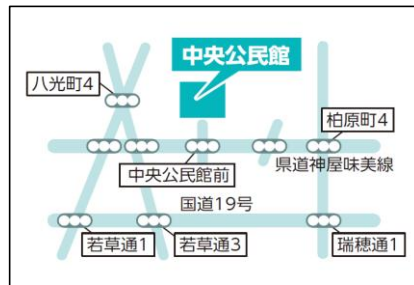 中央公民館
八光町4
柏原町4
県道神屋味美線
中央公民館前
国道19号
若草通1
若草通3
瑞穂通1